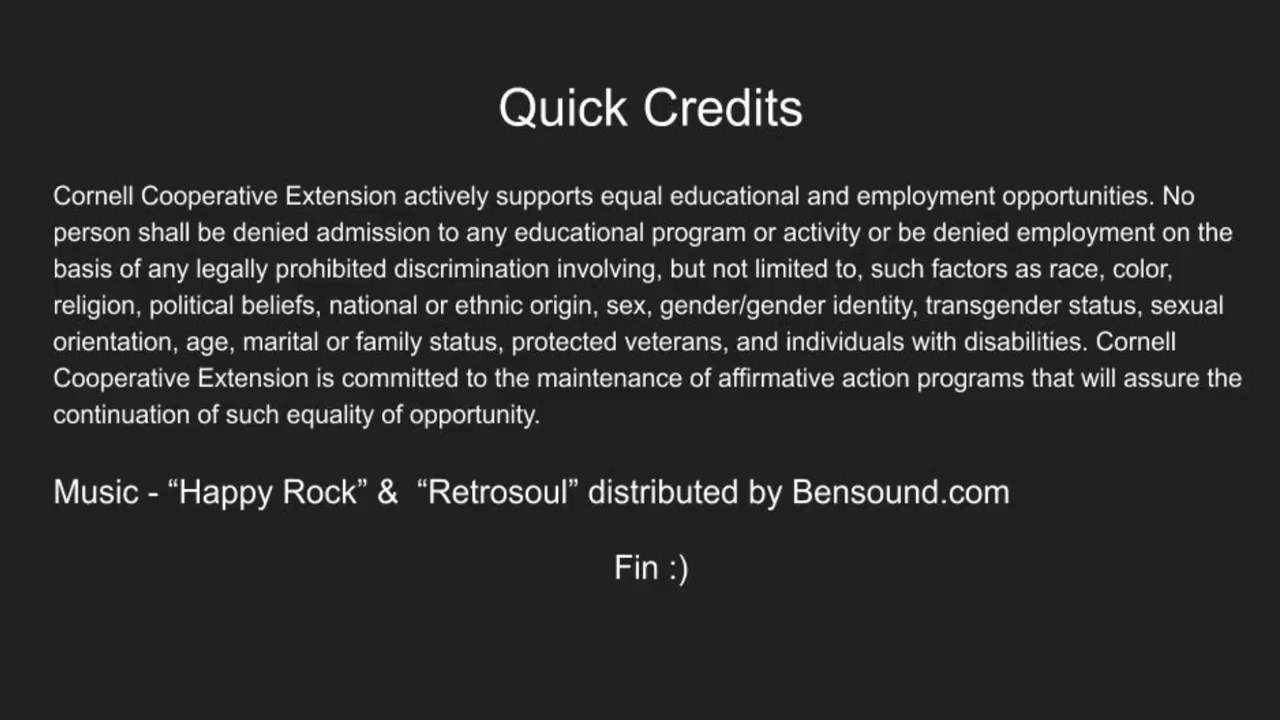 Quick Credits
Cornell Cooperative Extension actively supports equal educational and employment opportunities. No
person shall be denied admission to any educational program or activity or be denied employment on the
basis of any legally prohibited discrimination involving, but not limited to, such factors as race, color,
religion, political beliefs, national or ethnic origin, sex, gender/gender identity, transgender status, sexual
orientation, age, marital or family status, protected veterans, and individuals with disabilities. Cornell
Cooperative Extension is committed to the maintenance of affirmative action programs that will assure the
continuation of such equality of opportunity.
Music - “Happy Rock” &  “Retrosoul” distributed by Bensound.com
Fin :)